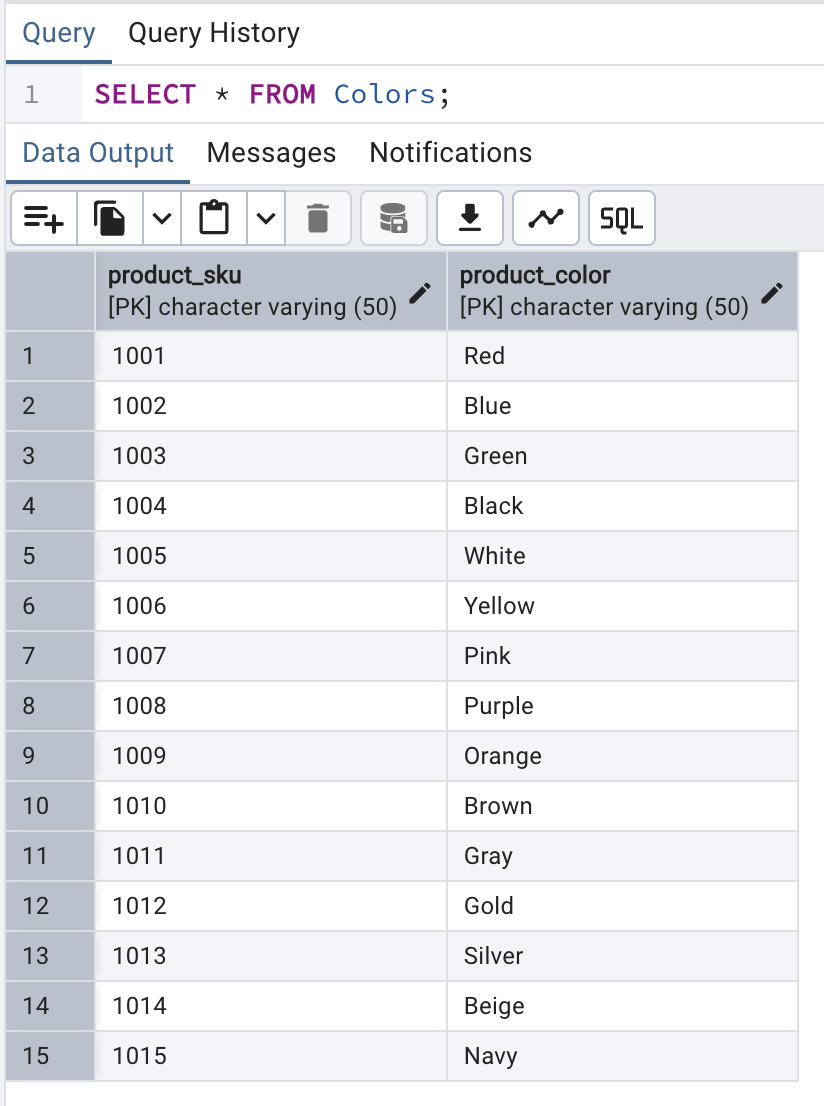 Query Query History
1 SELECT * FROM Colors;
Data Output Messages Notifications
SQL
product_sku product_color
[PK] character varying (50) [PK] character varying (50)
1 1001 Red
2 1002 Blue
3 1003 Green
4 1004 Black
5 1005 White
6 1006 Yellow
7 1007 Pink
8 1008 Purple
9 1009 Orange
10 1010 Brown
11 1011 Gray
12 1012 Gold
13 1013 Silver
14 1014 Beige
15 1015 Navy